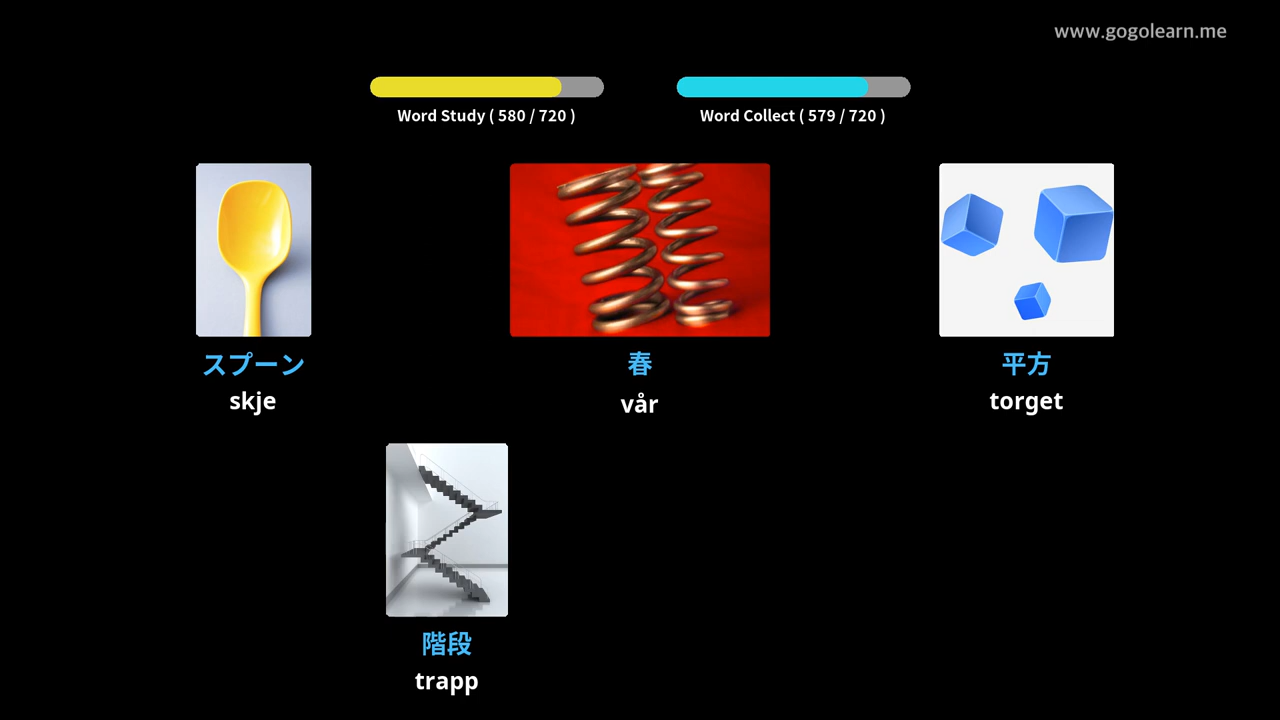 www.gogolearn.me
Word Study ( 580 / 720 )
Word Collect ( 579 / 720 )
スプーン
skje
春
vår
平方
torget
階段
trapp